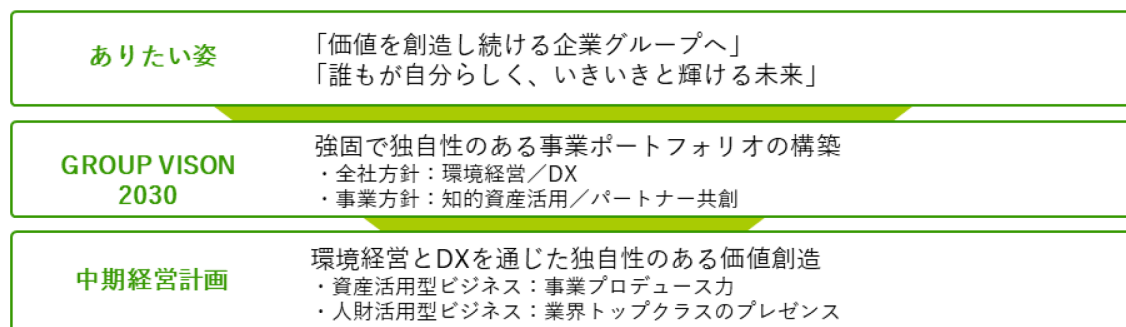 ありたい姿
「価値を創造し続ける企業グループへ」
「誰もが自分らしく、いきいきと輝ける未来」
GROUP VISON
2030
強固で独自性のある事業ポートフォリオの構築
・全社方針：環境経営／DX
・事業方針：知的資産活用／パートナー共創
中期経営計画
環境経営とDXを通じた独自性のある価値創造
・資産活用型ビジネス：事業プロデュース力
・人財活用型ビジネス：業界トップクラスのプレゼンス